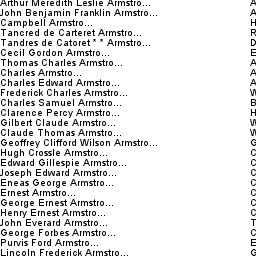 Arthur Meredith Leslie Armstro... A
John Benjamin Franklin Armstro... A
Campbell Armstro... H
Tancred de Carteret Armstro... R
Tandres de Catoret * * Armstro... D
Cecil Gordon Armstro... E
Thomas Charles Armstro... A
Charles Armstro... A
Charles Edward Armstro... A
Frederick Charles Armstro... W
Charles Samuel Armstro... B
Clarence Percy Armstro... H
Gilbert Claude Armstro... W
Claude Thomas Armstro... W
Geoffrey Clifford Wilson Armstro... G
Hugh Crossle Armstro... C
Edward Gillespie Armstro... C
Joseph Edward Armstro... C
Eneas George Armstro... C
Ernest Armstro... C
George Ernest Armstro... C
Henry Ernest Armstro... C
John Everard Armstro... T
George Forbes Armstro... C
Purvis Ford Armstro... E
Lincoln Frederick Armstro... G